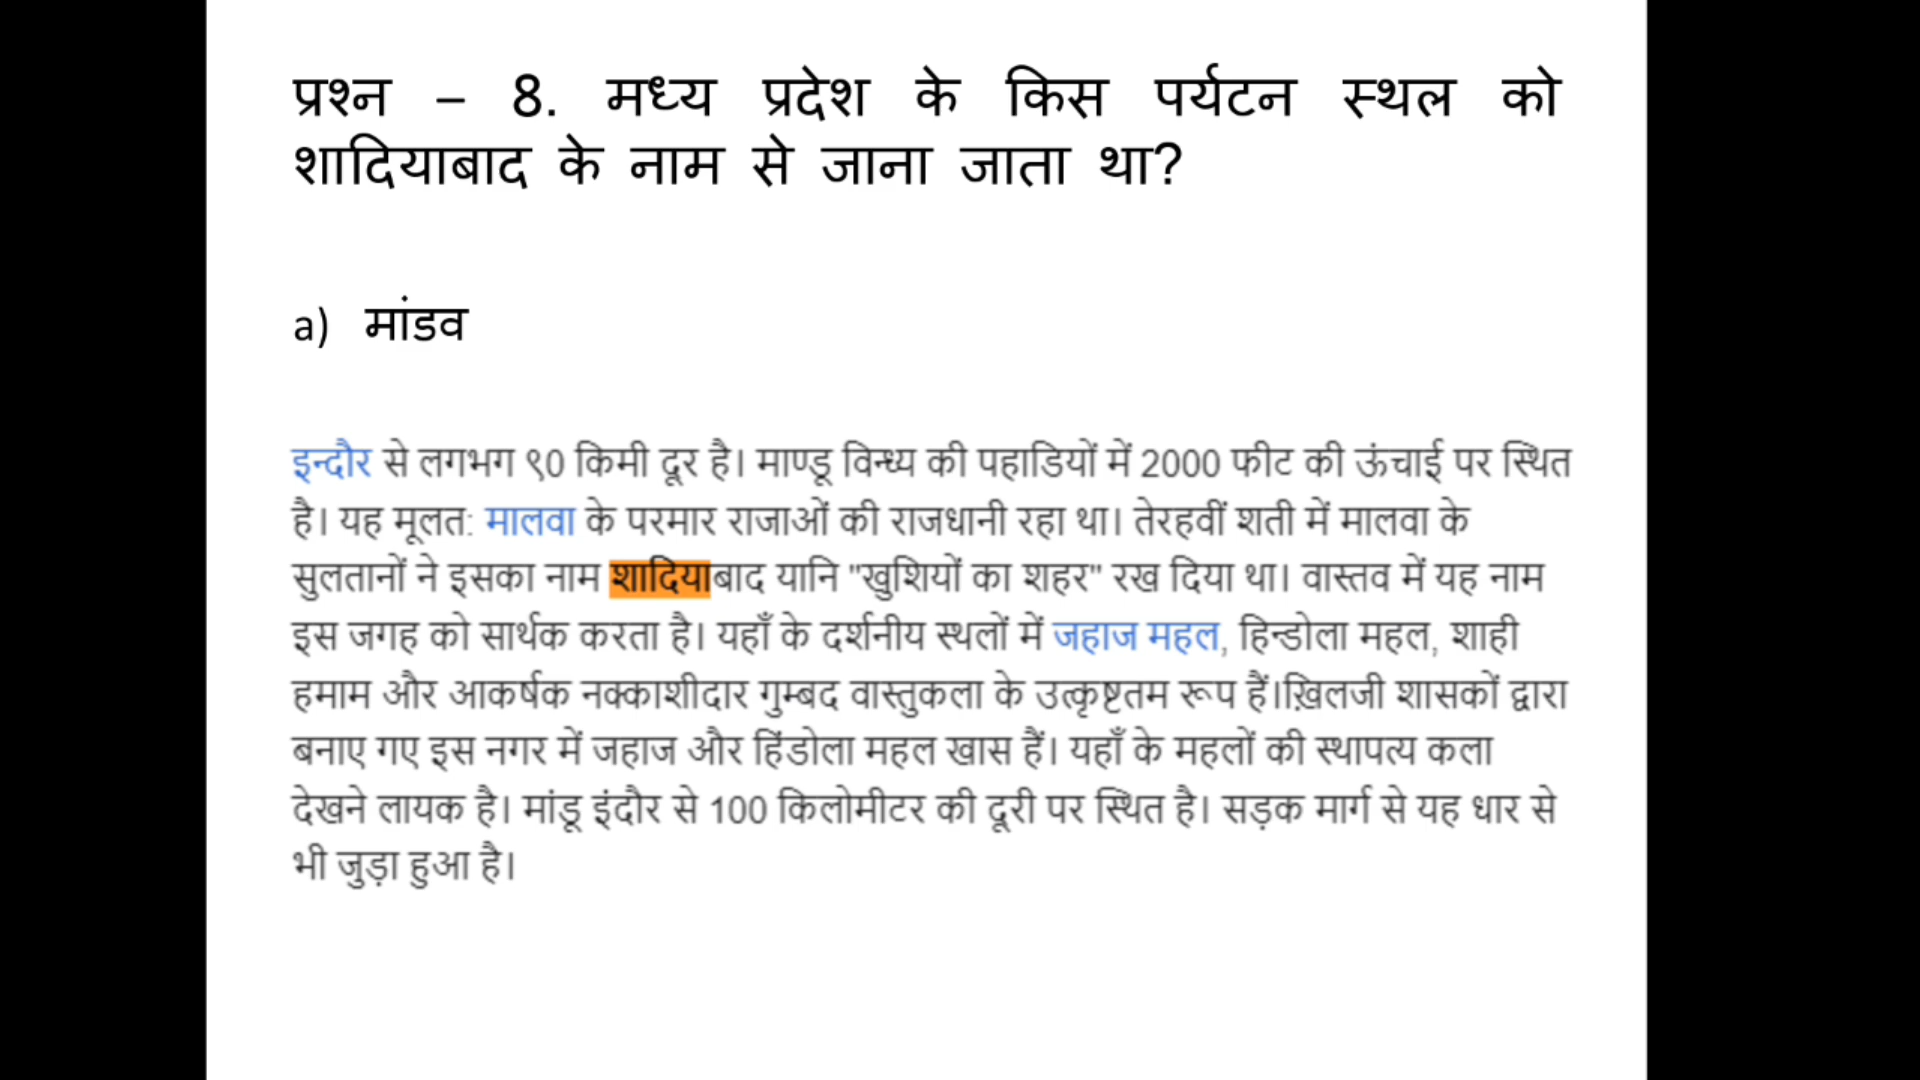 प्रश्न – 8. मध्य प्रदेश के किस पर्यटन स्थल को
शादियाबाद के नाम से जाना जाता था?
a) मांडव
इन्दौर से लगभग ९0 किमी दूर है। माण्डू विन्ध्य की पहाडियों में 2000 फीट की ऊंचाई पर स्थित
है। यह मूलत: मालवा के परमार राजाओं की राजधानी रहा था। तेरहवीं शती में मालवा के
सुलतानों ने इसका नाम शादियाबाद यानि "खुशियों का शहर" रख दिया था। वास्तव में यह नाम
इस जगह को सार्थक करता है। यहाँ के दर्शनीय स्थलों में जहाज महल, हिन्डोला महल, शाही
हमाम और आकर्षक नक्काशीदार गुम्बद वास्तुकला के उत्कृष्टतम रूप हैं।ख़िलजी शासकों द्वारा
बनाए गए इस नगर में जहाज और हिंडोला महल खास हैं। यहाँ के महलों की स्थापत्य कला
देखने लायक है। मांडू इंदौर से 100 किलोमीटर की दूरी पर स्थित है। सड़क मार्ग से यह धार से
भी जुड़ा हुआ है।